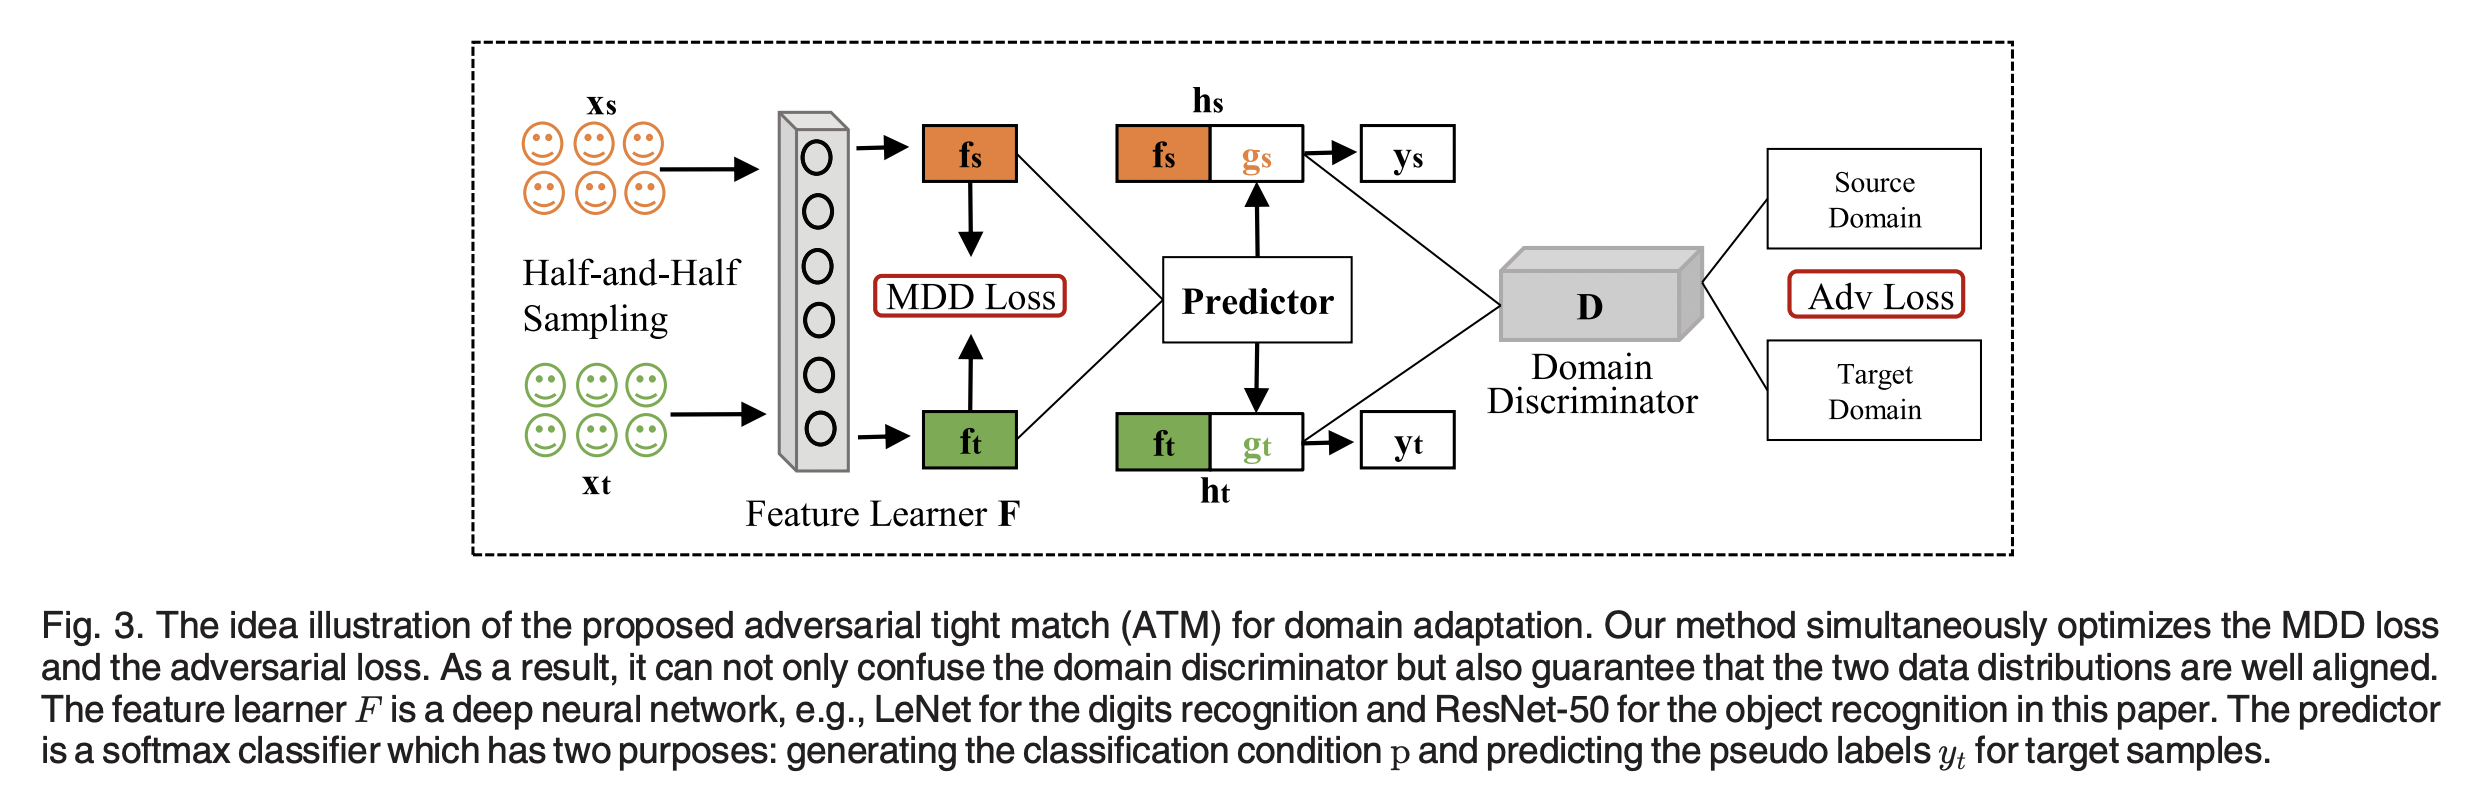 xs
Half-and-Half
Sampling
xt
Feature Learner F
fs
MDD Loss
ft
hs
fs gs
ys
Predictor
ft gt
yt
ht
D
Domain
Discriminator
Source
Domain
Adv Loss
Target
Domain
Fig. 3. The idea illustration of the proposed adversarial tight match (ATM) for domain adaptation. Our method simultaneously optimizes the MDD loss
and the adversarial loss. As a result, it can not only confuse the domain discriminator but also guarantee that the two data distributions are well aligned.
The feature learner F is a deep neural network, e.g., LeNet for the digits recognition and ResNet-50 for the object recognition in this paper. The predictor
is a softmax classifier which has two purposes: generating the classification condition p and predicting the pseudo labels y_t for target samples.